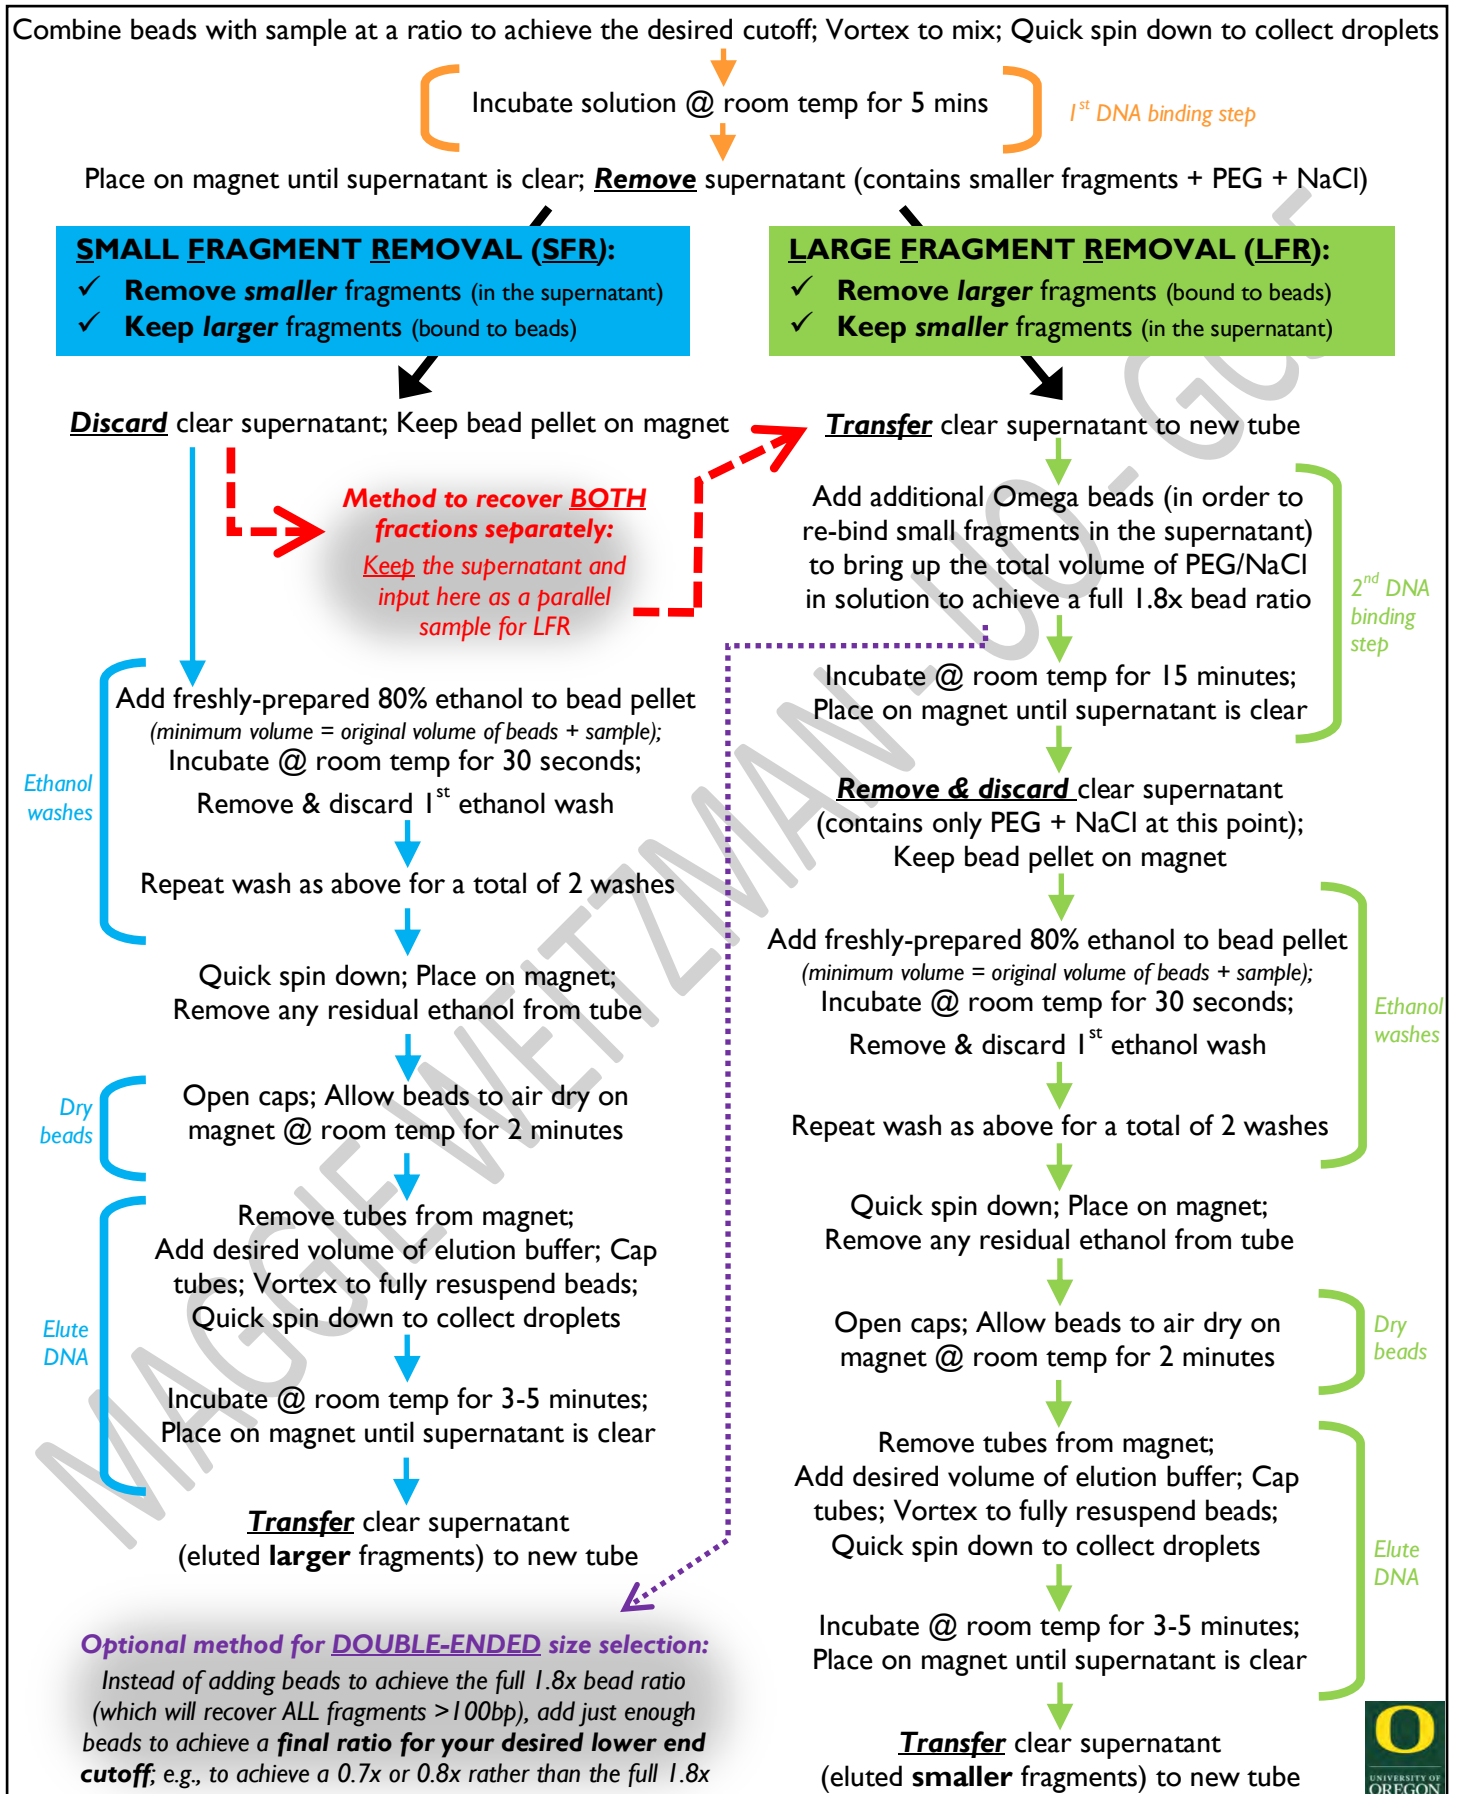 Combine beads with sample at a ratio to achieve the desired cutoff; Vortex to mix; Quick spin down to collect droplets
Incubate solution @ room temp for 5 mins
1st DNA binding step
Place on magnet until supernatant is clear; Remove supernatant (contains smaller fragments + PEG + NaCl)
SMALL FRAGMENT REMOVAL (SFR):
✓ Remove smaller fragments (in the supernatant)
✓ Keep larger fragments (bound to beads)
LARGE FRAGMENT REMOVAL (LFR):
✓ Remove larger fragments (bound to beads)
✓ Keep smaller fragments (in the supernatant)
Discard clear supernatant; Keep bead pellet on magnet
Method to recover BOTH
fractions separately:
Keep the supernatant and
input here as a parallel
sample for LFR
Add freshly-prepared 80% ethanol to bead pellet
(minimum volume = original volume of beads + sample);
Incubate @ room temp for 30 seconds;
Remove & discard 1st ethanol wash
Repeat wash as above for a total of 2 washes
Ethanol
washes
Quick spin down; Place on magnet;
Remove any residual ethanol from tube
Open caps; Allow beads to air dry on
magnet @ room temp for 2 minutes
Dry
beads
Remove tubes from magnet;
Add desired volume of elution buffer; Cap
tubes; Vortex to fully resuspend beads;
Quick spin down to collect droplets
Incubate @ room temp for 3-5 minutes;
Place on magnet until supernatant is clear
Elute
DNA
Transfer clear supernatant
(eluted larger fragments) to new tube
Optional method for DOUBLE-ENDED size selection:
Instead of adding beads to achieve the full 1.8x bead ratio
(which will recover ALL fragments >100bp), add just enough
beads to achieve a final ratio for your desired lower end
cutoff; e.g., to achieve a 0.7x or 0.8x rather than the full 1.8x
Transfer clear supernatant to new tube
Add additional Omega beads (in order to
re-bind small fragments in the supernatant)
to bring up the total volume of PEG/NaCl
in solution to achieve a full 1.8x bead ratio
Incubate @ room temp for 15 minutes;
Place on magnet until supernatant is clear
2nd DNA
binding
step
Remove & discard clear supernatant
(contains only PEG + NaCl at this point);
Keep bead pellet on magnet
Add freshly-prepared 80% ethanol to bead pellet
(minimum volume = original volume of beads + sample);
Incubate @ room temp for 30 seconds;
Remove & discard 1st ethanol wash
Repeat wash as above for a total of 2 washes
Ethanol
washes
Quick spin down; Place on magnet;
Remove any residual ethanol from tube
Open caps; Allow beads to air dry on
magnet @ room temp for 2 minutes
Dry
beads
Remove tubes from magnet;
Add desired volume of elution buffer; Cap
tubes; Vortex to fully resuspend beads;
Quick spin down to collect droplets
Incubate @ room temp for 3-5 minutes;
Place on magnet until supernatant is clear
Elute
DNA
Transfer clear supernatant
(eluted smaller fragments) to new tube
MAGGIE WEITZMAN - UO - GC3F
O
UNIVERSITY OF
OREGON